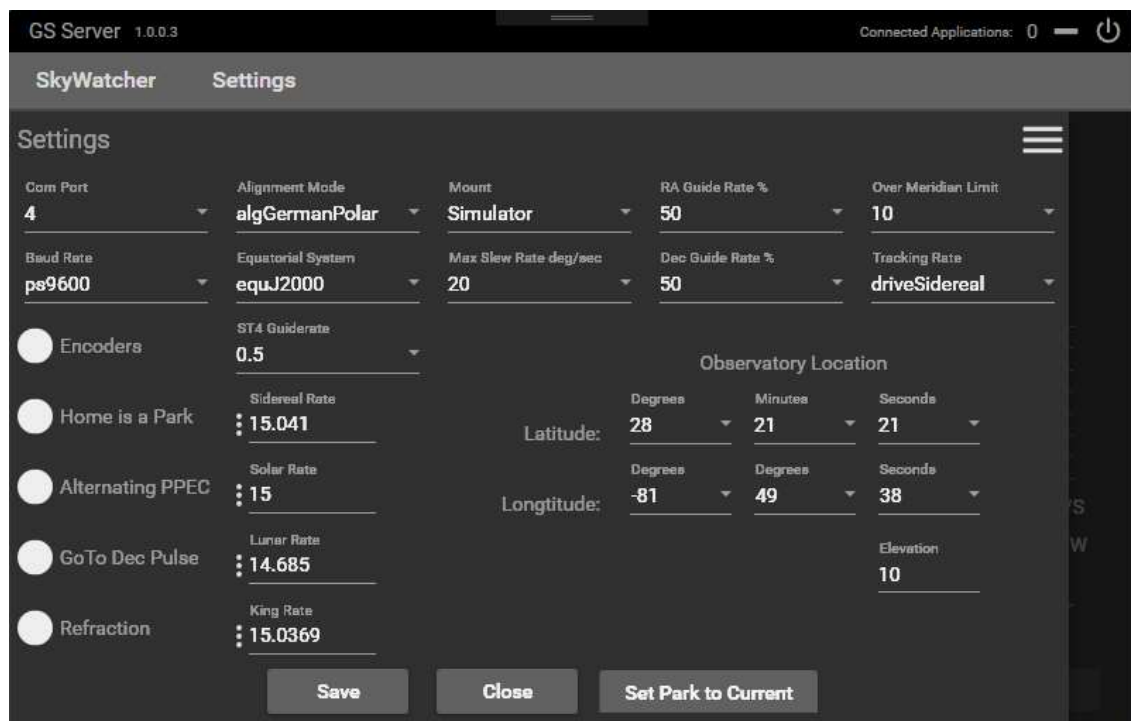 GS Server 1.0.0.3 Connected Applications: 0
SkyWatcher Settings
Settings
Com Port Alignment Mode Mount RA Guide Rate % Over Meridian Limit
4 algGermanPolar Simulator 50 10
Baud Rate Equatorial System Max Slew Rate deg/sec Dec Guide Rate % Tracking Rate
ps9600 equJ2000 20 50 driveSidereal
ST4 Guiderate
Encoders 0.5
Observatory Location
Sidereal Rate Degrees Minutes Seconds
Home is a Park 15.041 Latitude: 28 21 21
Solar Rate Degrees Degrees Seconds
Alternating PPEC 15 Longtitude: -81 49 38
Lunar Rate Elevation
GoTo Dec Pulse 14.685 10
King Rate
Refraction 15.0369
Save Close Set Park to Current